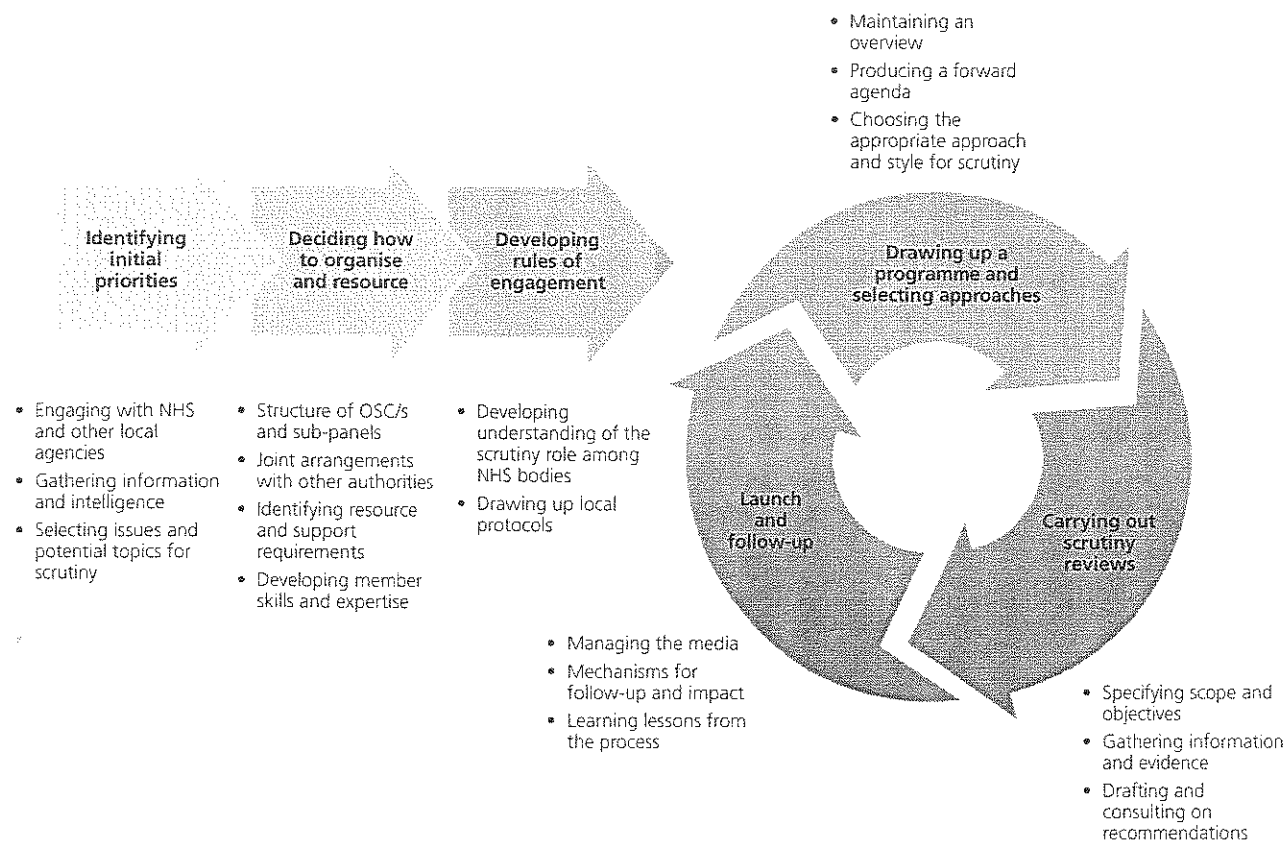 • Maintaining an
overview
• Producing a forward
agenda
• Choosing the
appropriate approach
and style for scrutiny
Identifying
initial
priorities
Deciding how
to organise
and resource
Developing
rules of
engagement
Drawing up a
programme and
selecting approaches
• Engaging with NHS
and other local
agencies
• Gathering information
and intelligence
• Selecting issues and
potential topics for
scrutiny
• Structure of OSC/s
and sub-panels
• Joint arrangements
with other authorities
• Identifying resource
and support
requirements
• Developing member
skills and expertise
• Developing
understanding of the
scrutiny role among
NHS bodies
• Drawing up local
protocols
Launch
and
follow-up
Carrying out
scrutiny
reviews
• Managing the media
• Mechanisms for
follow-up and impact
• Learning lessons from
the process
• Specifying scope and
objectives
• Gathering information
and evidence
• Drafting and
consulting on
recommendations